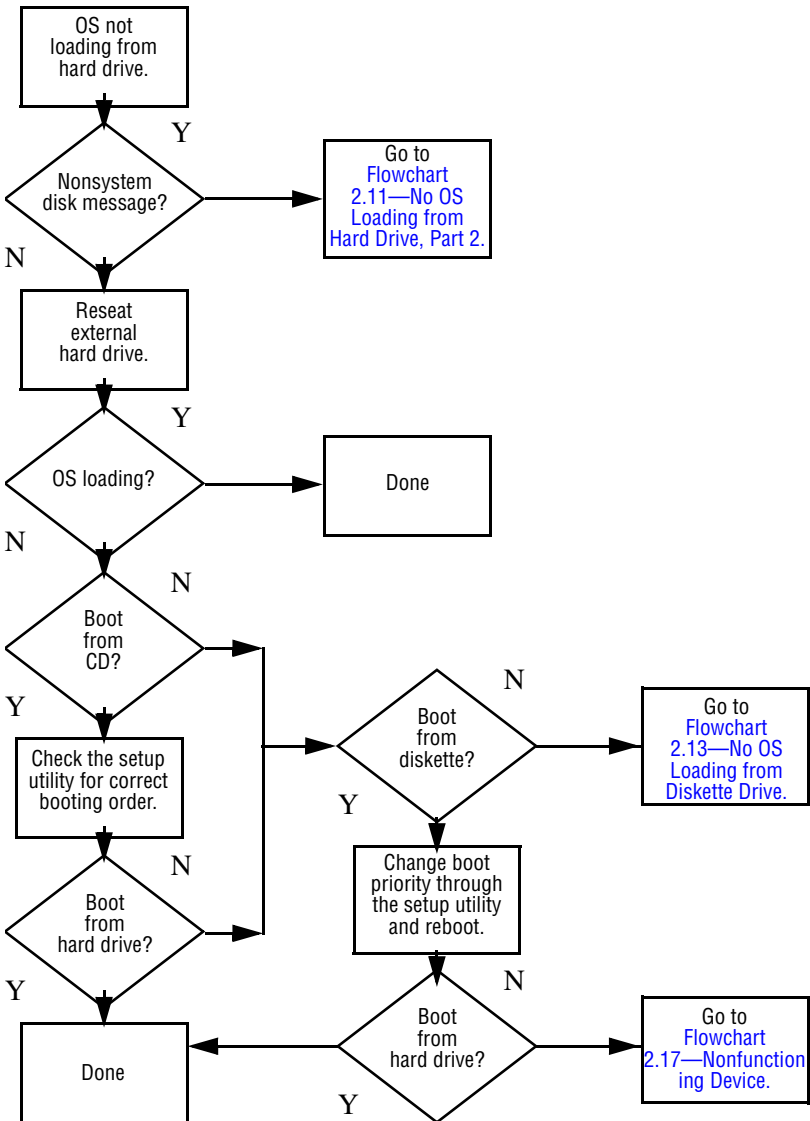 OS not
loading from
hard drive.
Y
Nonsystem
disk message?
Go to
Flowchart
2.11—No OS
Loading from
Hard Drive, Part 2.
N
Reseat
external
hard drive.
Y
OS loading?
Done
N
N
Boot
from
CD?
Y
N
Boot
from
diskette?
Go to
Flowchart
2.13—No OS
Loading from
Diskette Drive.
Check the setup
utility for correct
booting order.
Y
N
Change boot
priority through
the setup utility
and reboot.
Boot
from
hard drive?
Y
N
Boot
from
hard drive?
Go to
Flowchart
2.17—Nonfunction
ing Device.
Done
Y